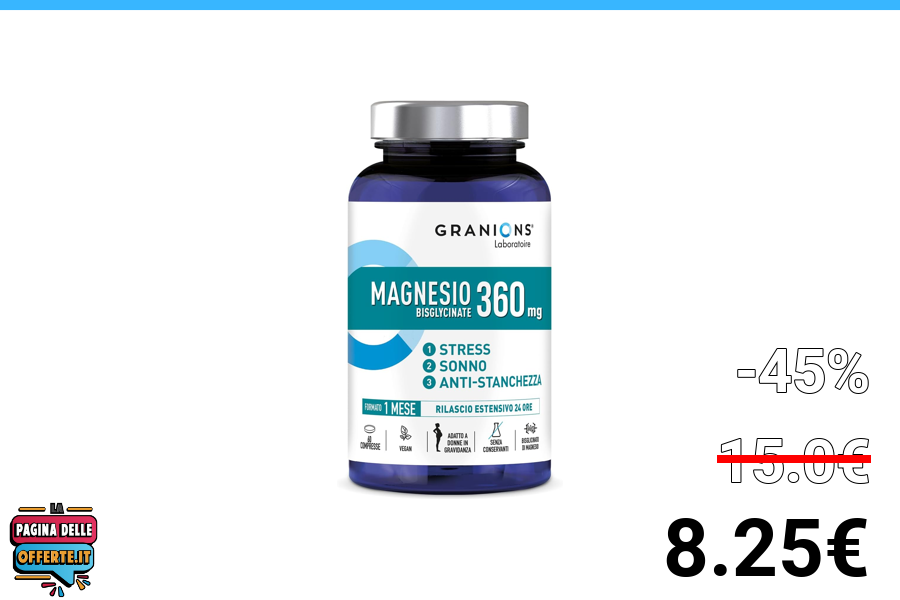 GRANIONS®
Laboratoire
MAGNESIO 360 mg
BISGLYCINATE
1 STRESS
2 SONNO
3 ANTI-STANCHEZZA
FORMATO 1 MESE RILASCIO ESTENSIVO 24 ORE
60 COMPRESSE
VEGAN
ADATTO A
DONNE IN
GRAVIDANZA
SENZA
CONSERVANTI
BISGLICINATO
DI MAGNESIO
-45%
15.0€
8.25€
LA
PAGINA DELLE
OFFERTE.IT